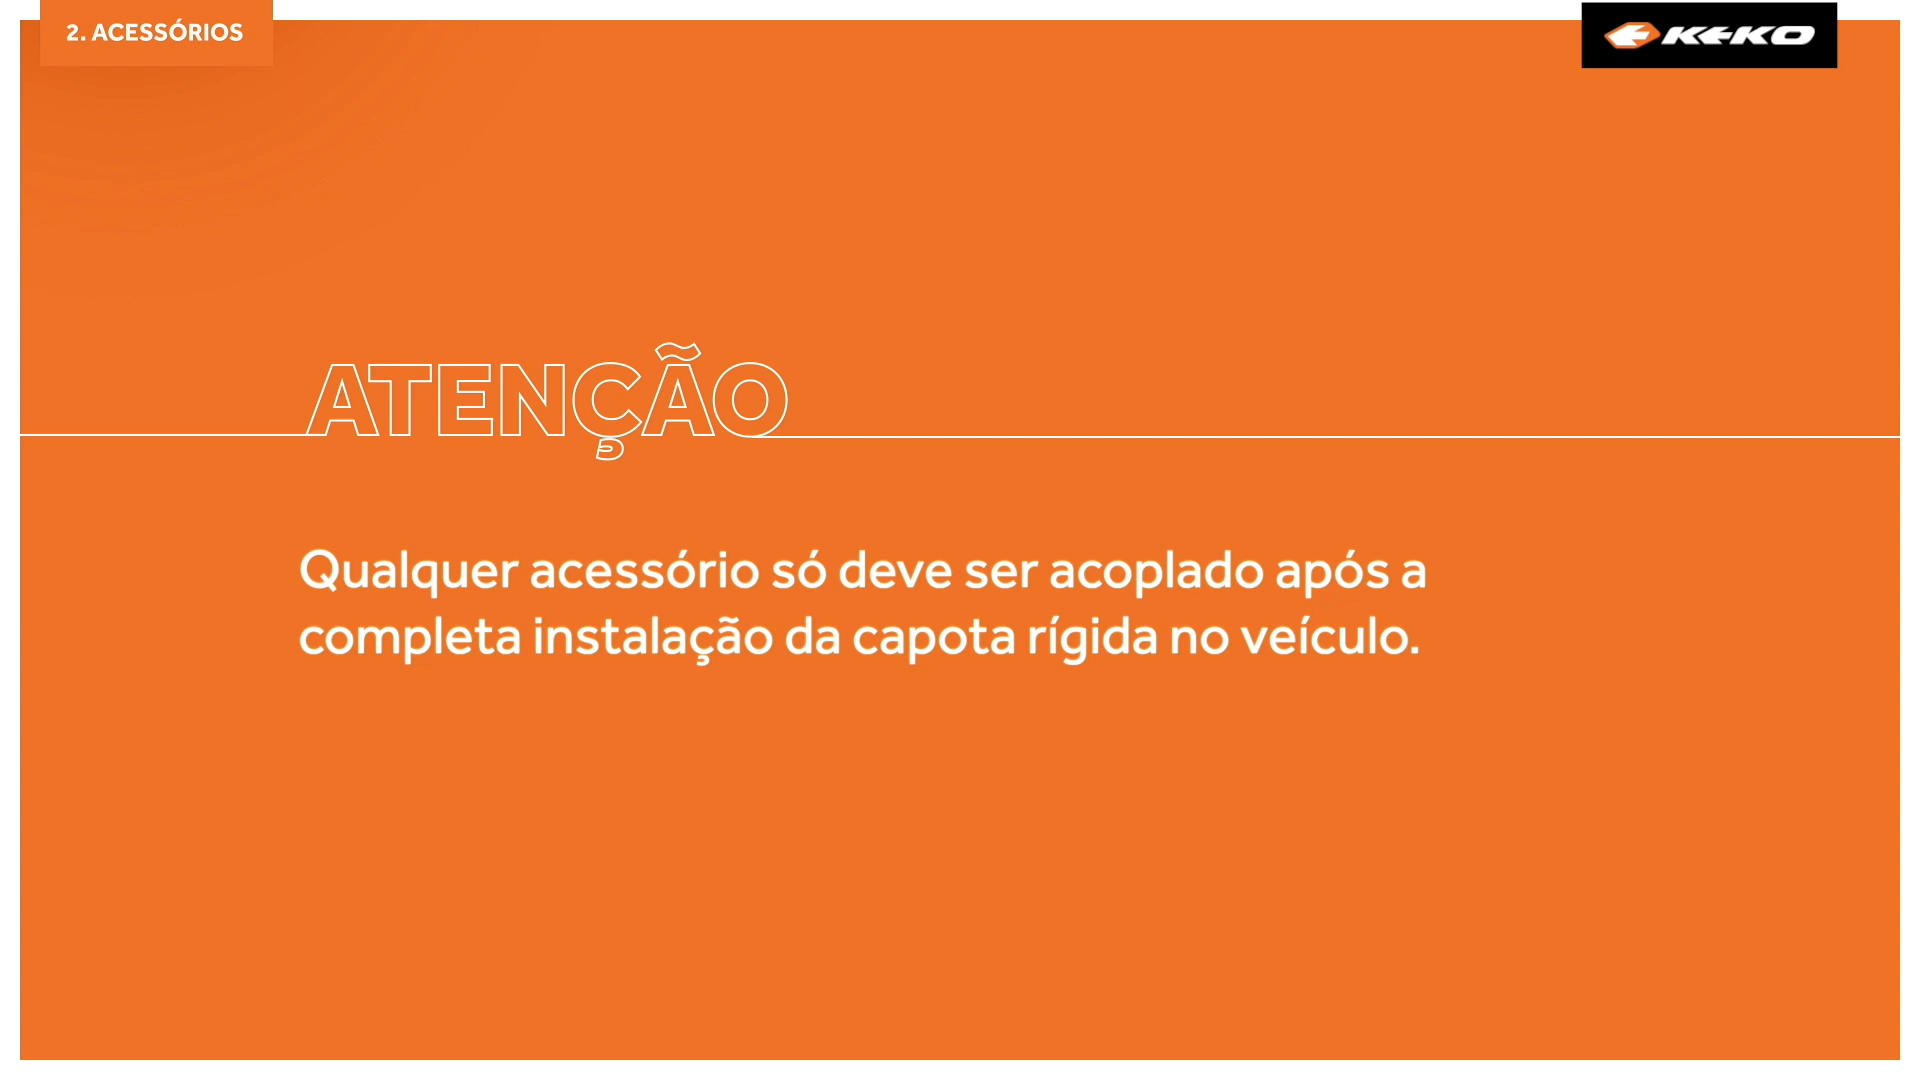 2. ACESSÓRIOS
KEKO
ATENÇÃO
Qualquer acessório só deve ser acoplado após a
completa instalação da capota rígida no veículo.